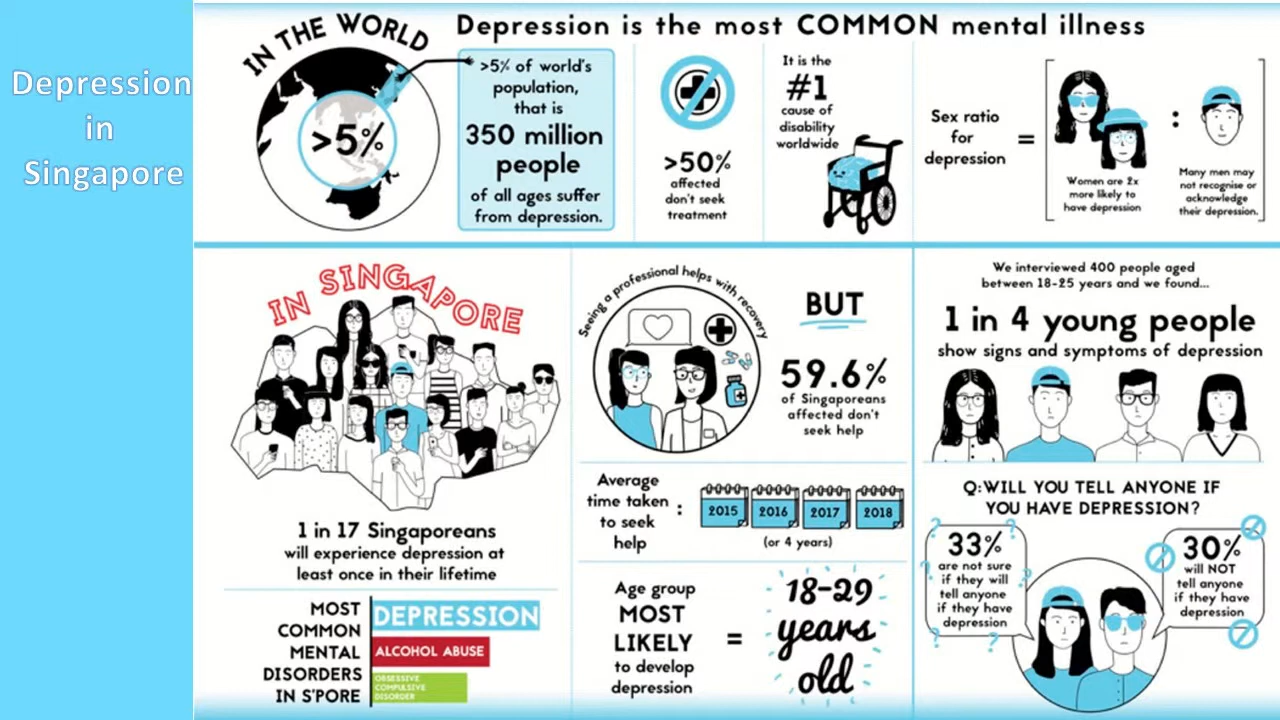 Depression
in
Singapore
IN THE WORLD
Depression is the most COMMON mental illness
>5%
>5% of world's
population,
that is
350 million
people
of all ages suffer
from depression.
>50%
affected
don't seek
treatment
It is the
#1
cause of
disability
worldwide
Sex ratio
for
depression
=
Women are 2x
more likely to
have depression
:
Many men may
not recognise or
acknowledge
their depression.
IN SINGAPORE
1 in 17 Singaporeans
will experience depression at
least once in their lifetime
MOST
COMMON
MENTAL
DISORDERS
IN S'PORE
DEPRESSION
ALCOHOL ABUSE
OBSESSIVE
COMPULSIVE
DISORDER
Seeing a professional helps with recovery
BUT
59.6%
of Singaporeans
affected don't
seek help
Average
time taken
to seek
help
:
2015 2016 2017 2018
(or 4 years)
Age group
MOST
LIKELY
to develop
depression
=
18-29
years
old
We interviewed 400 people aged
between 18-25 years and we found...
1 in 4 young people
show signs and symptoms of depression
Q:WILL YOU TELL ANYONE IF
YOU HAVE DEPRESSION?
33%
are not sure
if they will
tell anyone
if they have
depression
30%
will NOT
tell anyone
if they have
depression